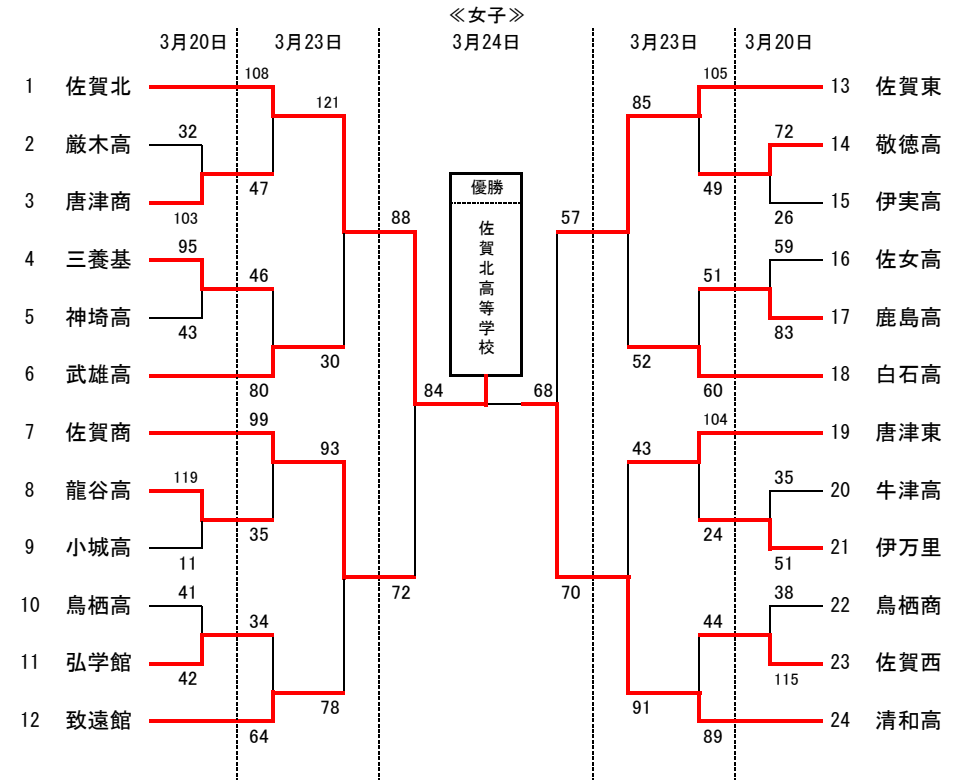 ≪女子≫
3月20日 3月23日 3月24日 3月23日 3月20日
1 佐賀北 108 105 13 佐賀東
121 85
2 厳木高 32 72 14 敬徳高
47 49
3 唐津商 103 26 15 伊実高
優勝
佐賀北高等学校
88 57
4 三養基 95 59 16 佐女高
46 51
5 神埼高 43 83 17 鹿島高
30 52
6 武雄高 80 60 18 白石高
84 68
7 佐賀商 99 104 19 唐津東
93 43
8 龍谷高 119 35 20 牛津高
35 24
9 小城高 11 51 21 伊万里
72 70
10 鳥栖高 41 38 22 鳥栖商
34 44
11 弘学館 42 115 23 佐賀西
78 91
12 致遠館 64 89 24 清和高